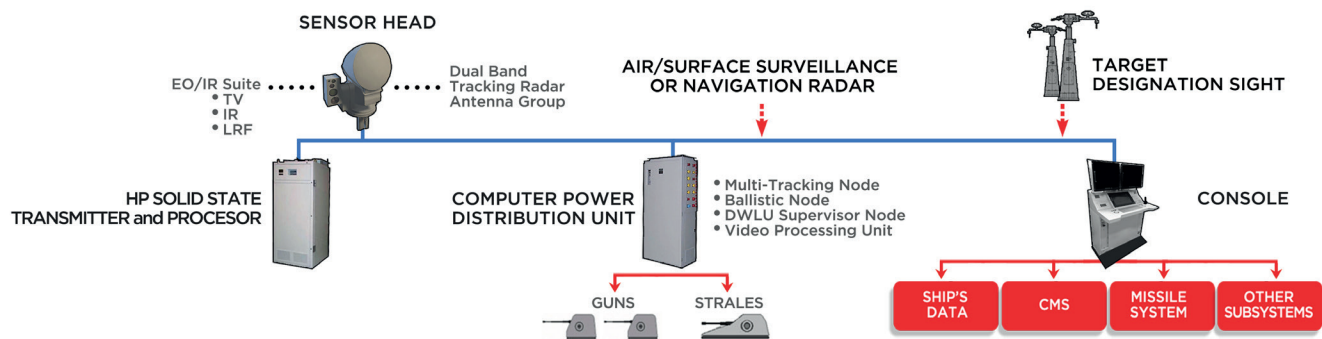 SENSOR HEAD
EO/IR Suite
• TV
• IR
• LRF
Dual Band
Tracking Radar
Antenna Group
AIR/SURFACE SURVEILLANCE
OR NAVIGATION RADAR
TARGET
DESIGNATION SIGHT
HP SOLID STATE
TRANSMITTER and PROCESOR
COMPUTER POWER
DISTRIBUTION UNIT
• Multi-Tracking Node
• Ballistic Node
• DWLU Supervisor Node
• Video Processing Unit
CONSOLE
GUNS
STRALES
SHIP'S
DATA
CMS
MISSILE
SYSTEM
OTHER
SUBSYSTEMS